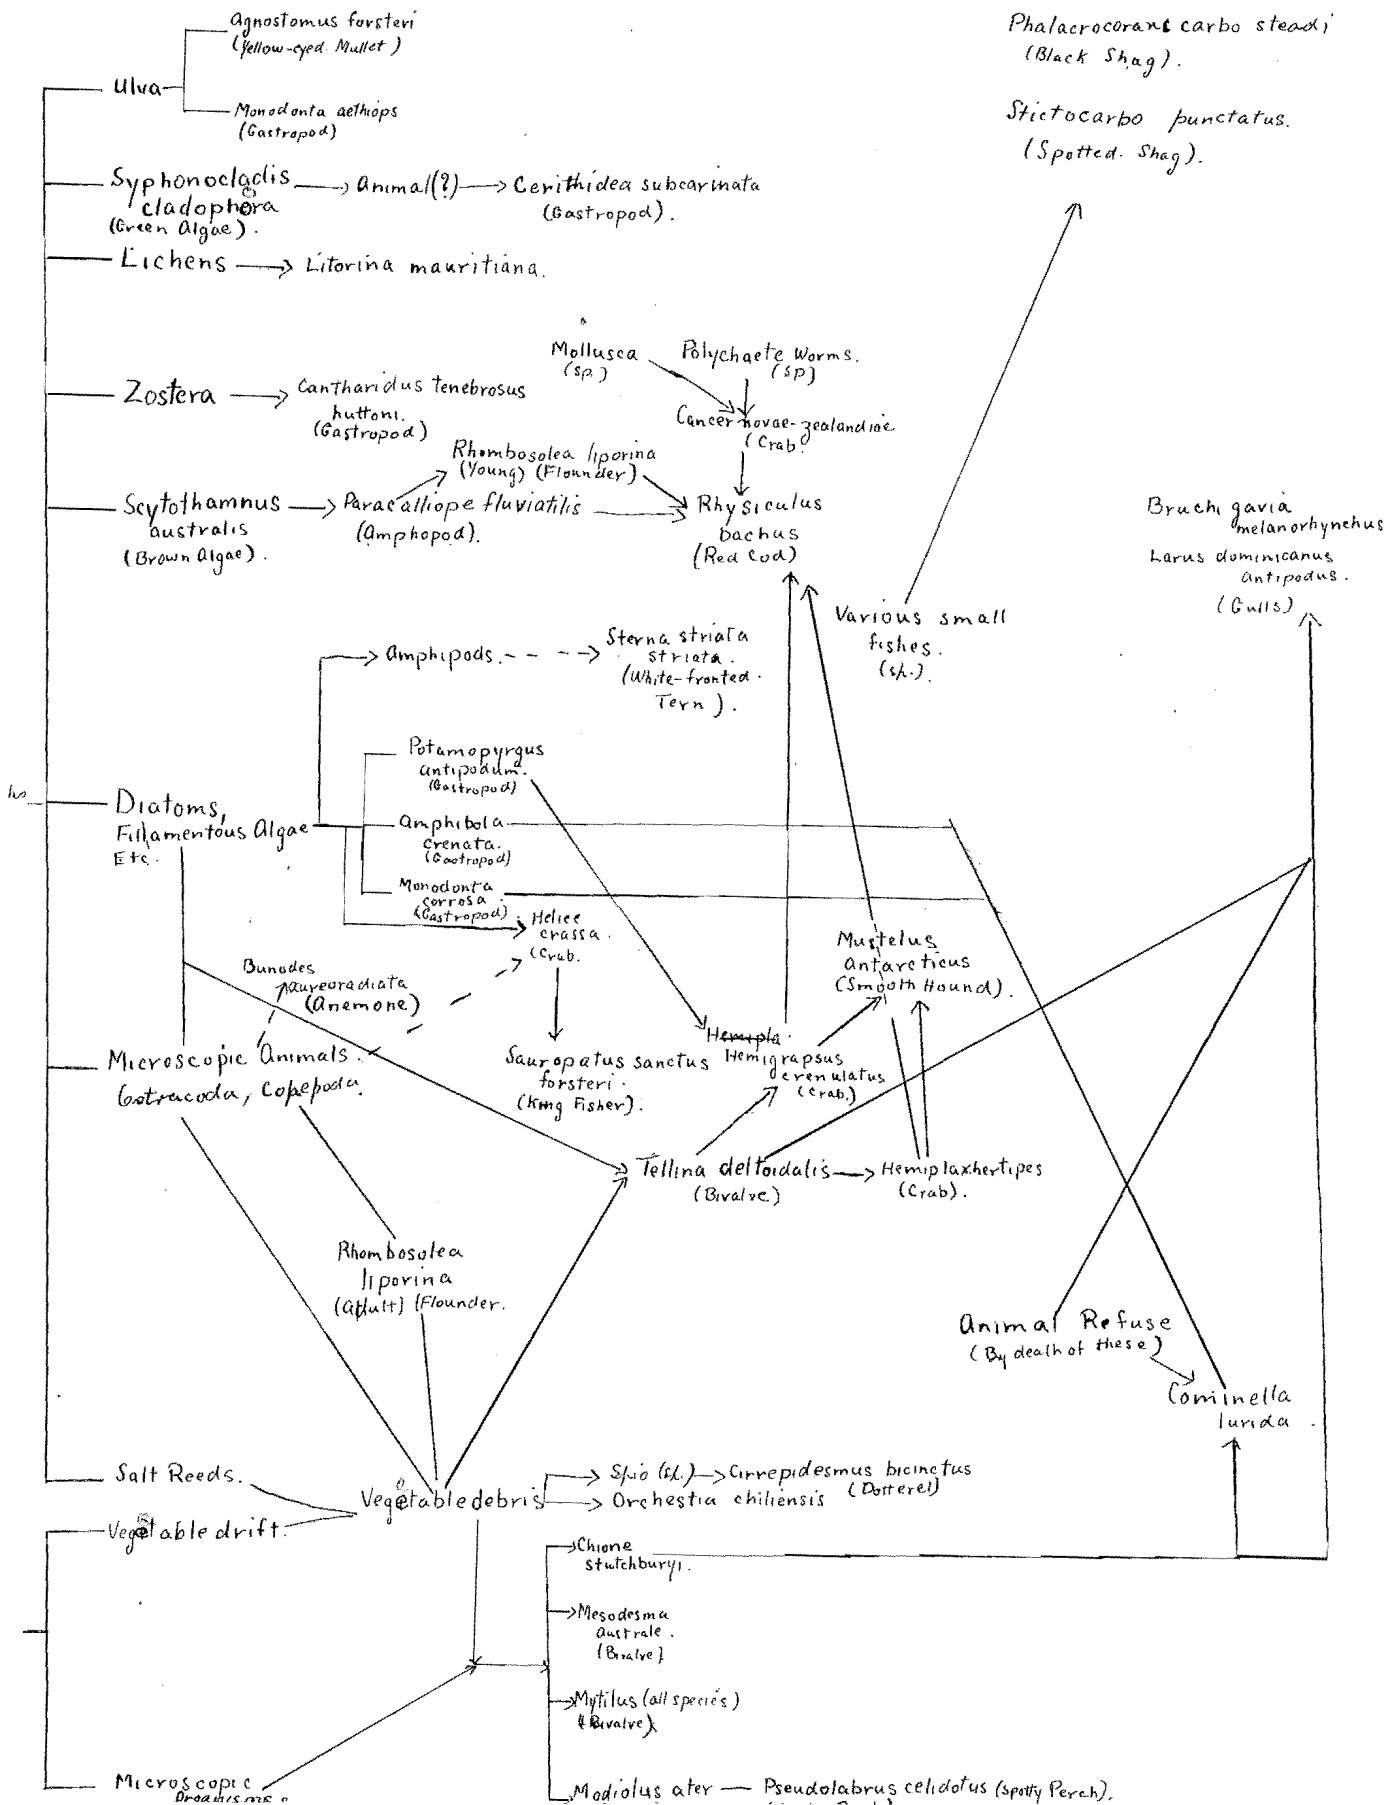 Agnostomus forsteri
(Yellow-eyed Mullet)
Ulva
Monodonta aethiops
(Gastropod)
Phalacrocorant carbo steadi
(Black Shag).
Stictocarbo punctatus.
(Spotted. Shag).
Syphonocladis
cladophora
(Green Algae).
Animal(?)
Cerithidea subcarinata
(Gastropod).
Lichens
Litorina mauritiana.
Mollusca
(sp.)
Polychaete Worms.
(sp)
Zostera
Cantharidus tenebrosus
huttoni.
(Gastropod)
Cancer novae-zealandiae
(Crab.
Rhombosolea liporina
(Young) (Flounder)
Scytothamnus
australis
(Brown Algae).
Paracalliope fluviatilis
(Amphopod).
Rhysiculus
bachus
(Red Cod)
Bruchigavia
melanorhynchus
Larus dominicanus
antipodus.
(Gulls)
Various small
fishes.
(sp.).
Amphipods.
Sterna striata
striata.
(White-fronted.
Tern).
Potamopyrgus
antipodum.
(Gastropod)
Diatoms,
Fillamentous Algae
Etc.
Amphibola
crenata.
(Gastropod)
Monodonta
corrosa.
(Gastropod)
Helice
crassa.
(Crab.
Mustelus
antarcticus
(Smooth Hound).
Bunodes
aureoradiata
(Anemone)
Microscopic Animals.
Ostracoda, Copepoda.
Sauropatus sanctus
forsteri.
(King Fisher).
Hemipla
Hemigrapsus
crenulatus
(Crab.)
Tellina deltoidalis
(Bivalve)
Hemiplaxhertipes
(Crab).
Rhombosolea
liporina
(Adult) (Flounder.
Animal Refuse
(By death of these)
Cominella
lurida
Salt Reeds.
Vegetable drift.
Vegetable debris
Spio (sp.)
Cirrepidesmus bicinctus
(Dotterel)
Orchestia chiliensis
Chione
stutchburyi.
Mesodesma
australe.
(Bivalve)
Mytilus (all species)
(Bivalve)
Microscopic
Organisms
Modiolus ater
Pseudolabrus celidotus (spotty Perch).